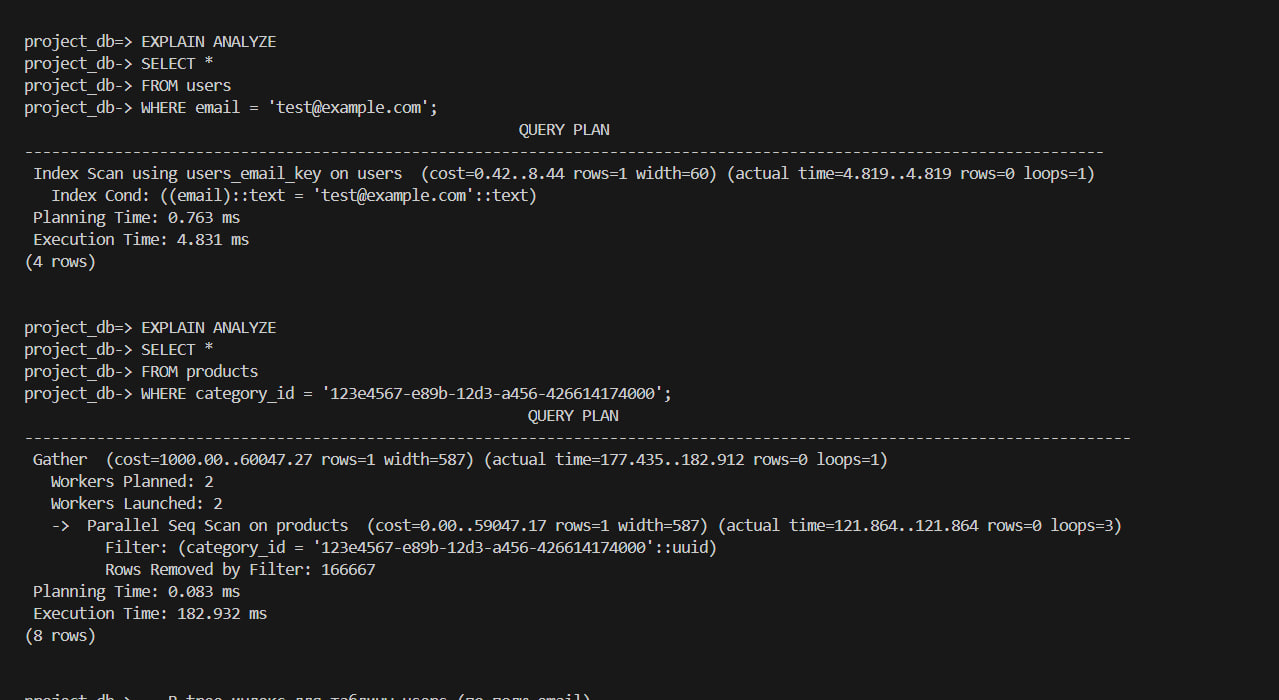 project_db=> EXPLAIN ANALYZE
project_db-> SELECT *
project_db-> FROM users
project_db-> WHERE email = 'test@example.com';
QUERY PLAN
------------------------------------------------------------------------------------------------------------------------
Index Scan using users_email_key on users  (cost=0.42..8.44 rows=1 width=60) (actual time=4.819..4.819 rows=0 loops=1)
Index Cond: ((email)::text = 'test@example.com'::text)
Planning Time: 0.763 ms
Execution Time: 4.831 ms
(4 rows)
project_db=> EXPLAIN ANALYZE
project_db-> SELECT *
project_db-> FROM products
project_db-> WHERE category_id = '123e4567-e89b-12d3-a456-426614174000';
QUERY PLAN
---------------------------------------------------------------------------------------------------------------------------
Gather  (cost=1000.00..60047.27 rows=1 width=587) (actual time=177.435..182.912 rows=0 loops=1)
Workers Planned: 2
Workers Launched: 2
->  Parallel Seq Scan on products  (cost=0.00..59047.17 rows=1 width=587) (actual time=121.864..121.864 rows=0 loops=3)
Filter: (category_id = '123e4567-e89b-12d3-a456-426614174000'::uuid)
Rows Removed by Filter: 166667
Planning Time: 0.083 ms
Execution Time: 182.932 ms
(8 rows)
B-tree индекс для таблицы users (по полю email)